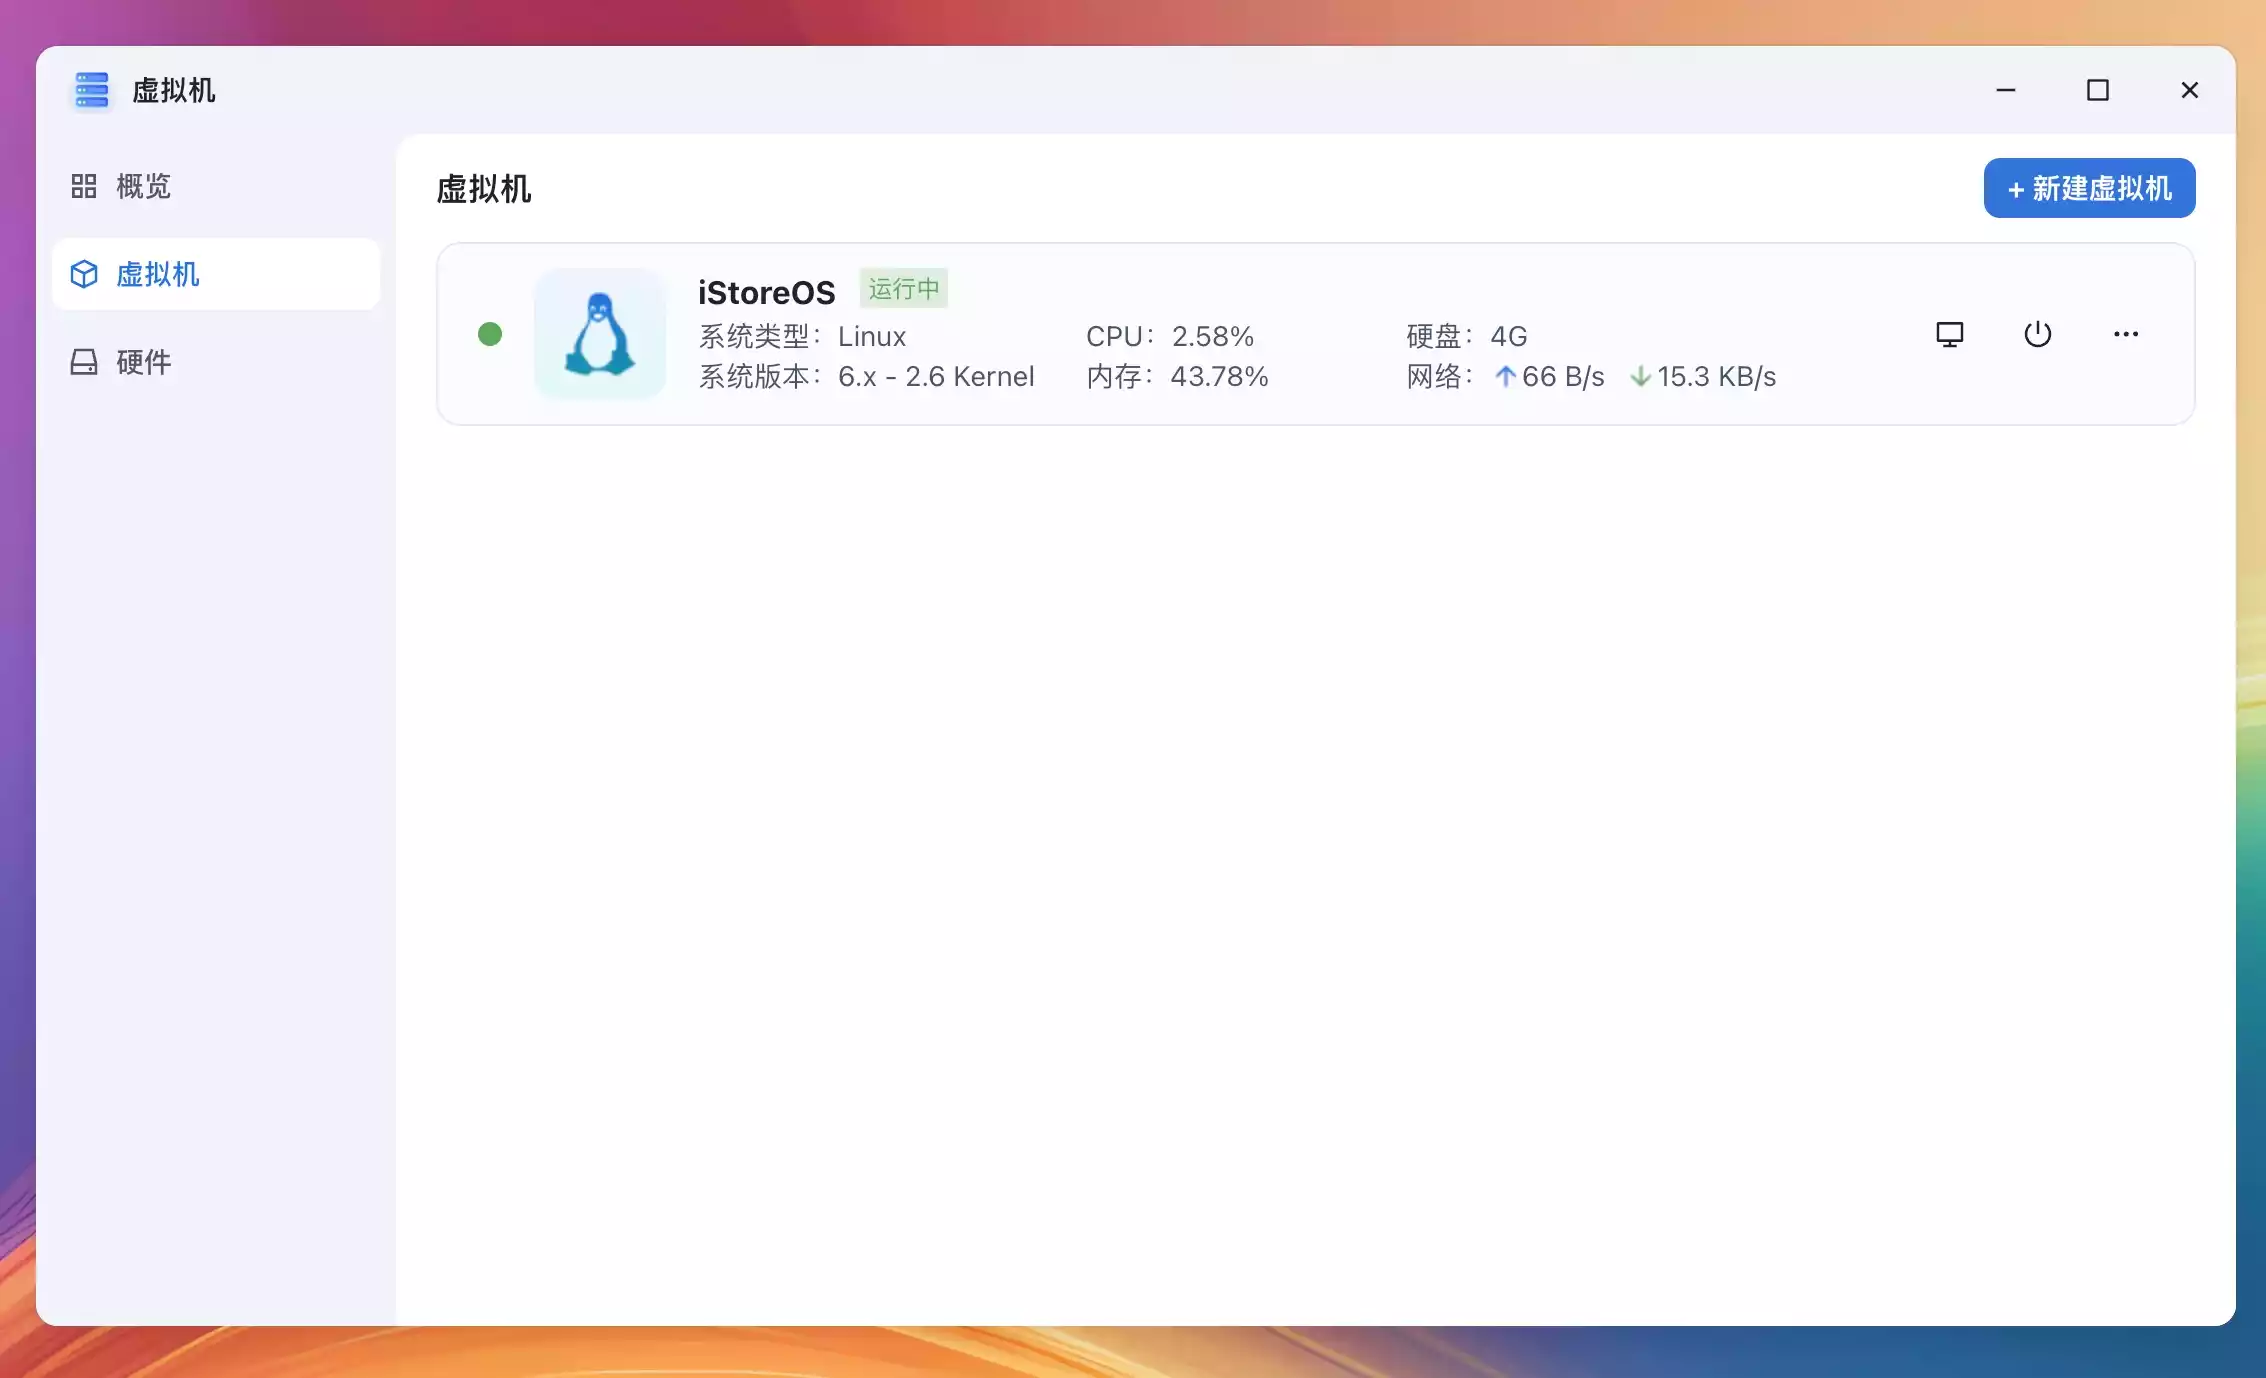 虚拟机
概览
虚拟机
硬件
虚拟机
+ 新建虚拟机
iStoreOS 运行中
系统类型：Linux CPU：2.58% 硬盘：4G
系统版本：6.x - 2.6 Kernel 内存：43.78% 网络：↑66 B/s ↓15.3 KB/s